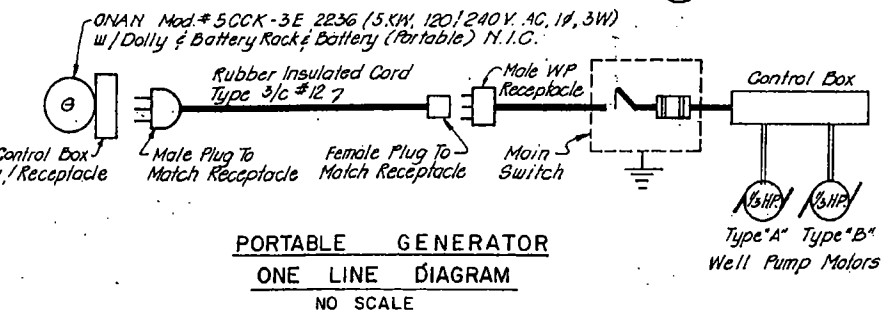 ONAN Mod.# 5CCK-3E 2236 (5 KW, 120/240 V. AC, 1ø, 3W)
w/ Dolly & Battery Rack & Battery (Portable) N.I.C.
Rubber Insulated Cord
Type 3/c #12
Male WP
Receptacle
Control Box
G
Control Box
w/ Receptacle
Male Plug To
Match Receptacle
Female Plug To
Match Receptacle
Main
Switch
1/3 HP.
1/3 HP.
Type "A"
Type "B"
Well Pump Motors
PORTABLE GENERATOR
ONE LINE DIAGRAM
NO SCALE